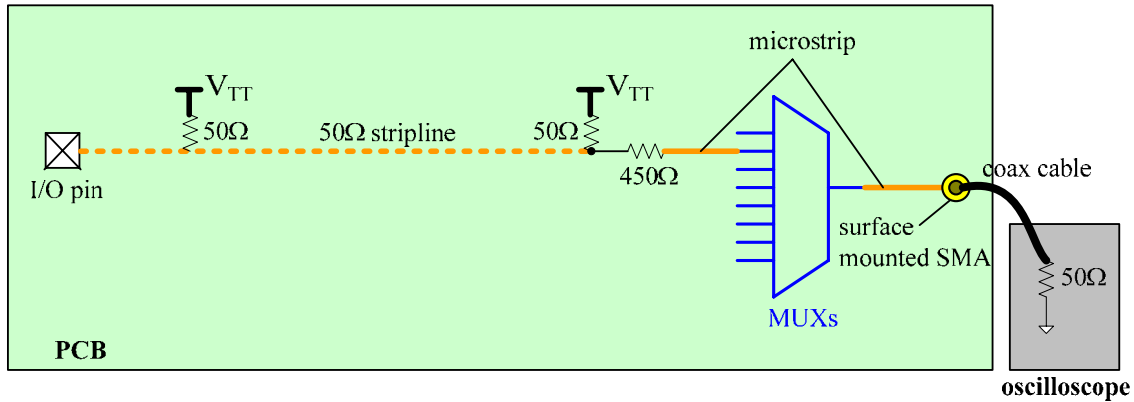 microstrip
V_TT
V_TT
50Ω
50Ω stripline
50Ω
I/O pin
450Ω
coax cable
surface
mounted SMA
50Ω
MUXs
PCB
oscilloscope